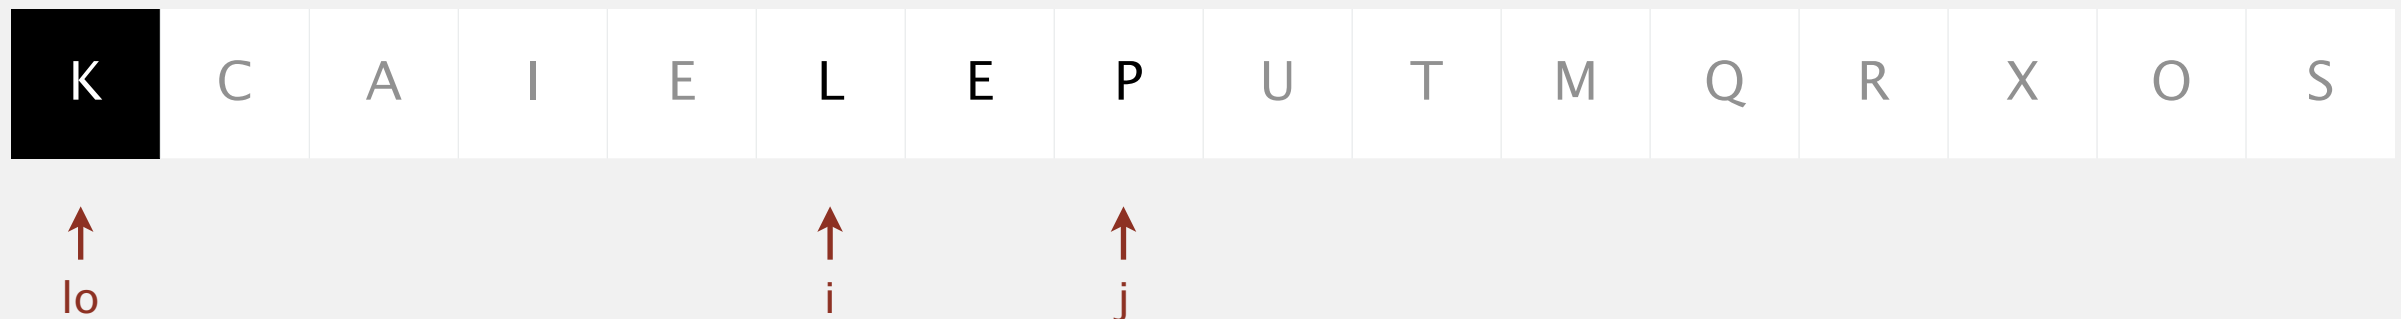 K C A I E L E P U T M Q R X O S
lo i j